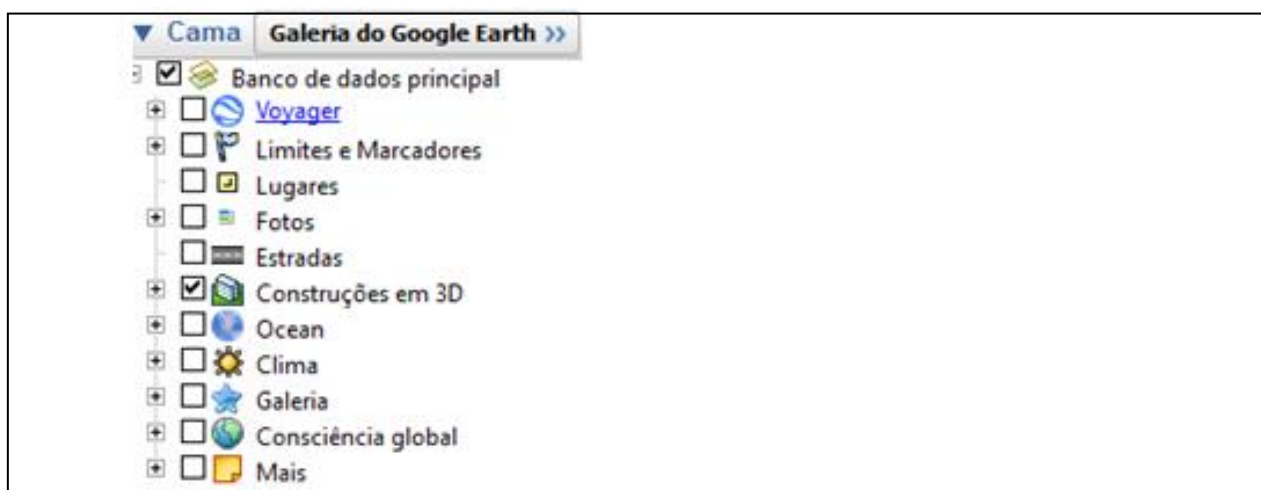 Cama Galeria do Google Earth >>
Banco de dados principal
Voyager
Limites e Marcadores
Lugares
Fotos
Estradas
Construções em 3D
Ocean
Clima
Galeria
Consciência global
Mais